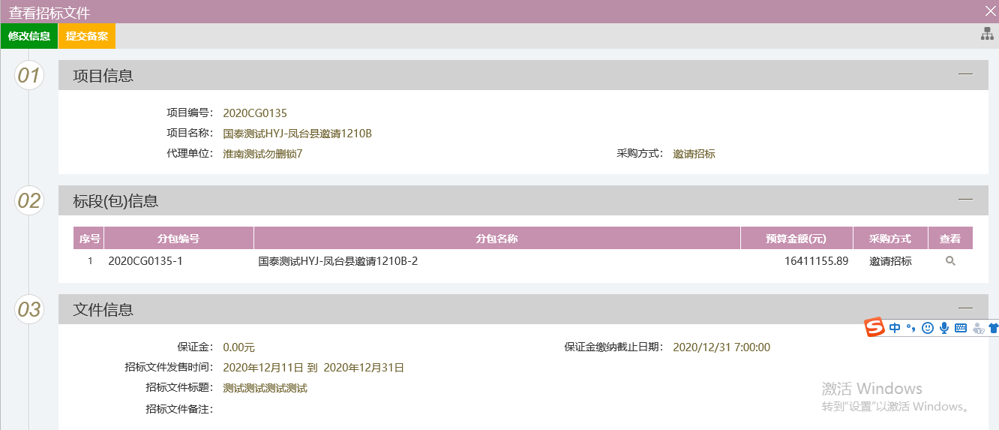 查看招标文件
修改信息 提交备案
01 项目信息
项目编号： 2020CG0135
项目名称： 国泰测试HYJ-凤台县邀请1210B
代理单位： 淮南测试勿删锁7 采购方式： 邀请招标
02 标段(包)信息
序号 分包编号 分包名称 预算金额(元) 采购方式 查看
1 2020CG0135-1 国泰测试HYJ-凤台县邀请1210B-2 16411155.89 邀请招标
03 文件信息
保证金： 0.00元 保证金缴纳截止日期： 2020/12/31 7:00:00
招标文件发售时间： 2020年12月11日 到 2020年12月31日
招标文件标题： 测试测试测试测试
招标文件备注：
S 中
激活 Windows
转到“设置”以激活 Windows。